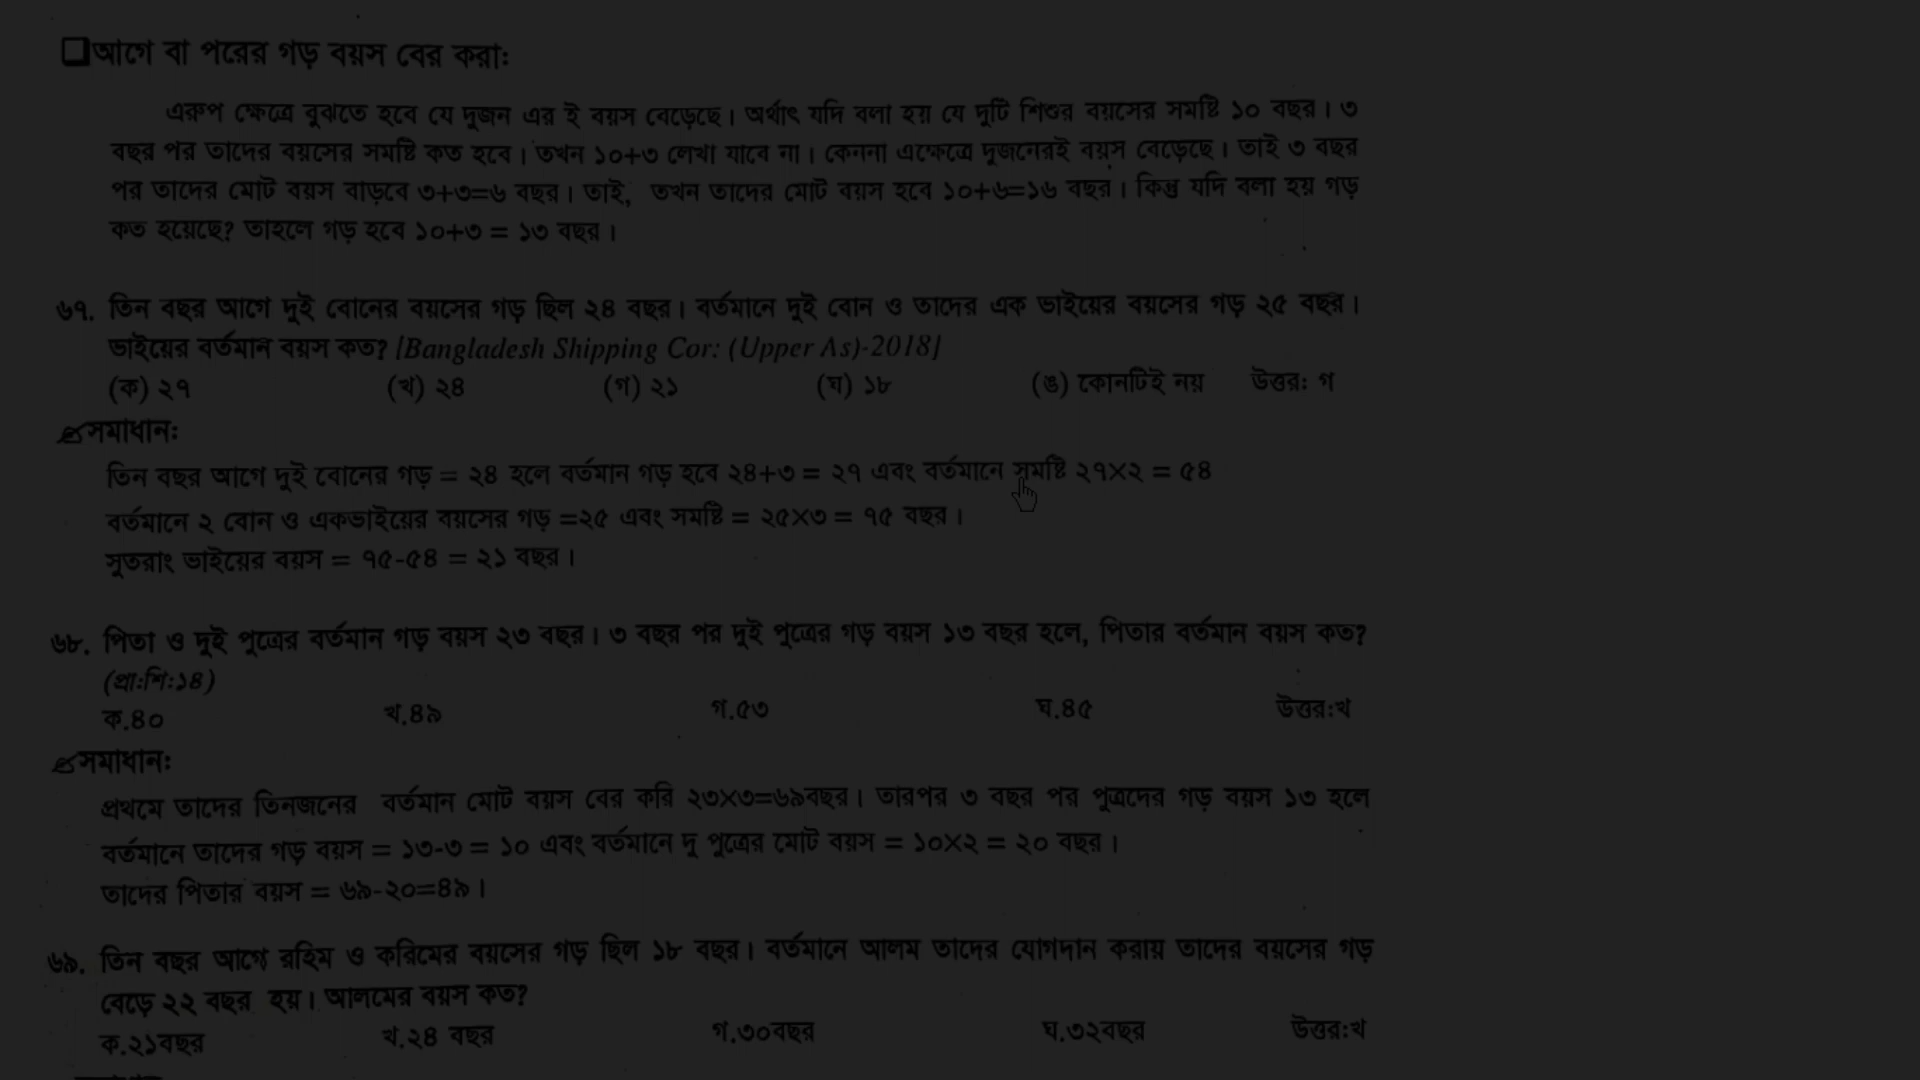 ❑আগে বা পরের গড় বয়স বের করা:
এরুপ ক্ষেত্রে বুঝতে হবে যে দুজন এর ই বয়স বেড়েছে। অর্থাৎ যদি বলা হয় যে দুটি শিশুর বয়সের সমষ্টি ১০ বছর। ৩
বছর পর তাদের বয়সের সমষ্টি কত হবে। তখন ১০+৩ লেখা যাবে না। কেননা এক্ষেত্রে দুজনেরই বয়স বেড়েছে। তাই ৩ বছর
পর তাদের মোট বয়স বাড়বে ৩+৩=৬ বছর। তাই, তখন তাদের মোট বয়স হবে ১০+৬=১৬ বছর। কিন্তু যদি বলা হয় গড়
কত হয়েছে? তাহলে গড় হবে ১০+৩ = ১৩ বছর।
৬৭. তিন বছর আগে দুই বোনের বয়সের গড় ছিল ২৪ বছর। বর্তমানে দুই বোন ও তাদের এক ভাইয়ের বয়সের গড় ২৫ বছর।
ভাইয়ের বর্তমান বয়স কত? [Bangladesh Shipping Cor: (Upper As)-2018]
(ক) ২৭ (খ) ২৪ (গ) ২১ (ঘ) ১৮ (ঙ) কোনটিই নয় উত্তর: গ
✍সমাধান:
তিন বছর আগে দুই বোনের গড় = ২৪ হলে বর্তমান গড় হবে ২৪+৩ = ২৭ এবং বর্তমানে সমষ্টি ২৭×২ = ৫৪
বর্তমানে ২ বোন ও একভাইয়ের বয়সের গড় =২৫ এবং সমষ্টি = ২৫×৩ = ৭৫ বছর।
সুতরাং ভাইয়ের বয়স = ৭৫-৫৪ = ২১ বছর।
৬৮. পিতা ও দুই পুত্রের বর্তমান গড় বয়স ২৩ বছর। ৩ বছর পর দুই পুত্রের গড় বয়স ১৩ বছর হলে, পিতার বর্তমান বয়স কত?
(প্রা:শি:১৪)
ক.৪০ খ.৪৯ গ.৫৩ ঘ.৪৫ উত্তর:খ
✍সমাধান:
প্রথমে তাদের তিনজনের বর্তমান মোট বয়স বের করি ২৩×৩=৬৯বছর। তারপর ৩ বছর পর পুত্রদের গড় বয়স ১৩ হলে
বর্তমানে তাদের গড় বয়স = ১৩-৩ = ১০ এবং বর্তমানে দু পুত্রের মোট বয়স = ১০×২ = ২০ বছর।
তাদের পিতার বয়স = ৬৯-২০=৪৯।
৬৯. তিন বছর আগে রহিম ও করিমের বয়সের গড় ছিল ১৮ বছর। বর্তমানে আলম তাদের যোগদান করায় তাদের বয়সের গড়
বেড়ে ২২ বছর হয়। আলমের বয়স কত?
ক.২১বছর খ.২৪ বছর গ.৩০বছর ঘ.৩২বছর উত্তর:খ